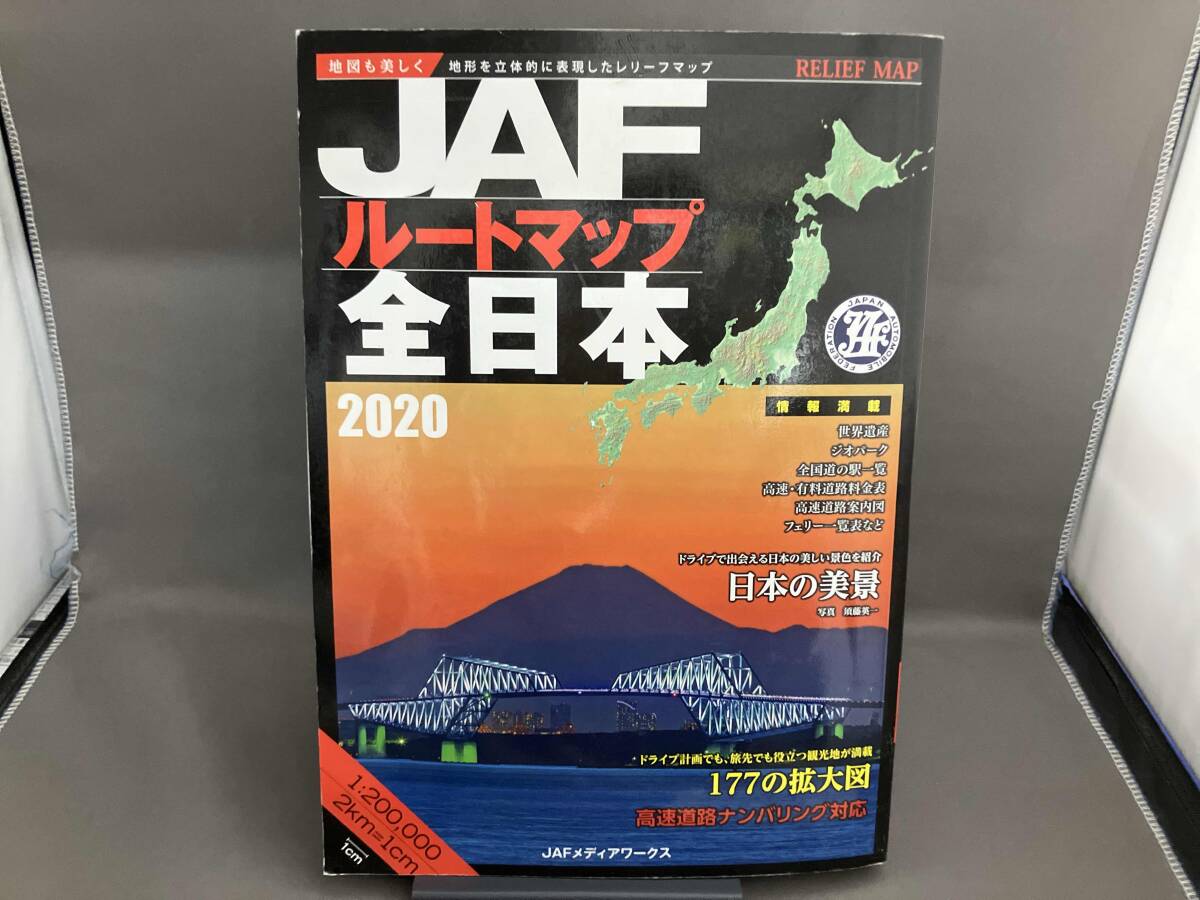 地図も美しく 地形を立体的に表現したレリーフマップ RELIEF MAP
JAF
ルートマップ
全日本
JAPAN AUTOMOBILE FEDERATION
JAF
2020
情報満載
世界遺産
ジオパーク
全国道の駅一覧
高速・有料道路料金表
高速道路案内図
フェリー一覧表など
ドライブで出会える日本の美しい景色を紹介
日本の美景
写真 須藤英一
ドライブ計画でも、旅先でも役立つ観光地が満載
177の拡大図
高速道路ナンバリング対応
1:200,000
2km=1cm
1cm
JAFメディアワークス